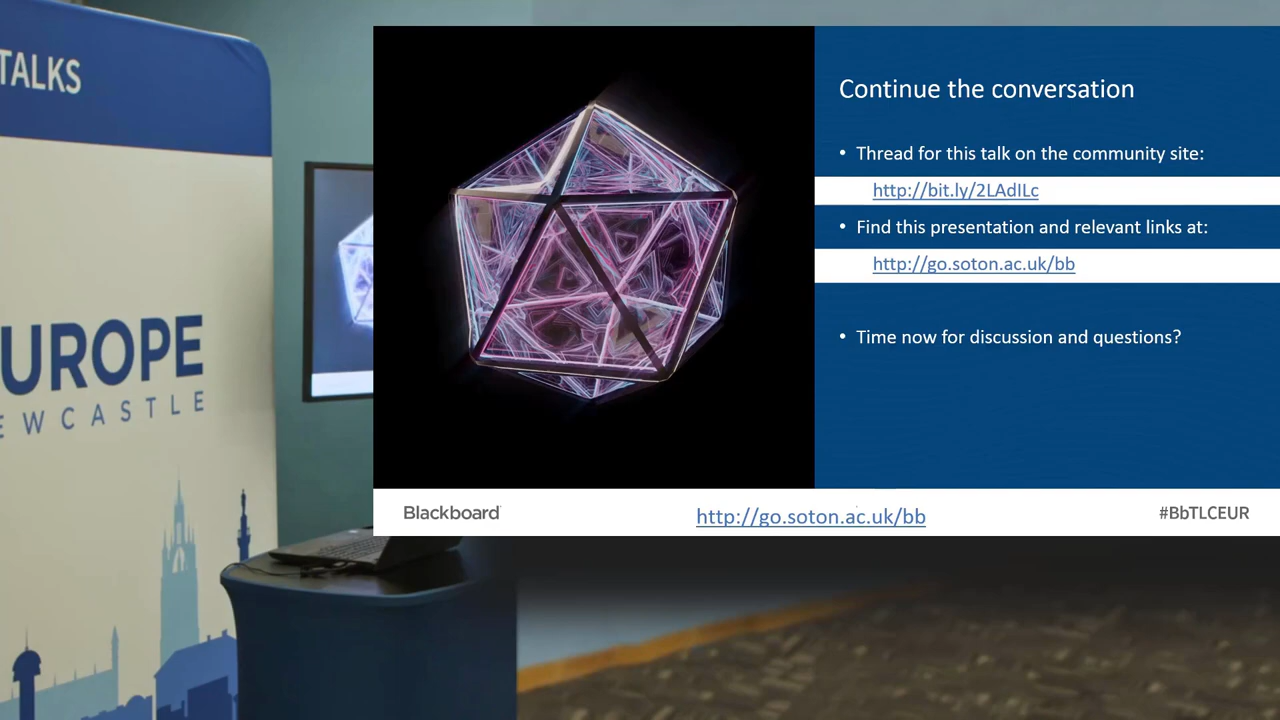 TALKS
UROPE
EWCASTLE
Continue the conversation
• Thread for this talk on the community site:
http://bit.ly/2LAdILc
• Find this presentation and relevant links at:
http://go.soton.ac.uk/bb
• Time now for discussion and questions?
Blackboard
http://go.soton.ac.uk/bb
#BbTLCEUR